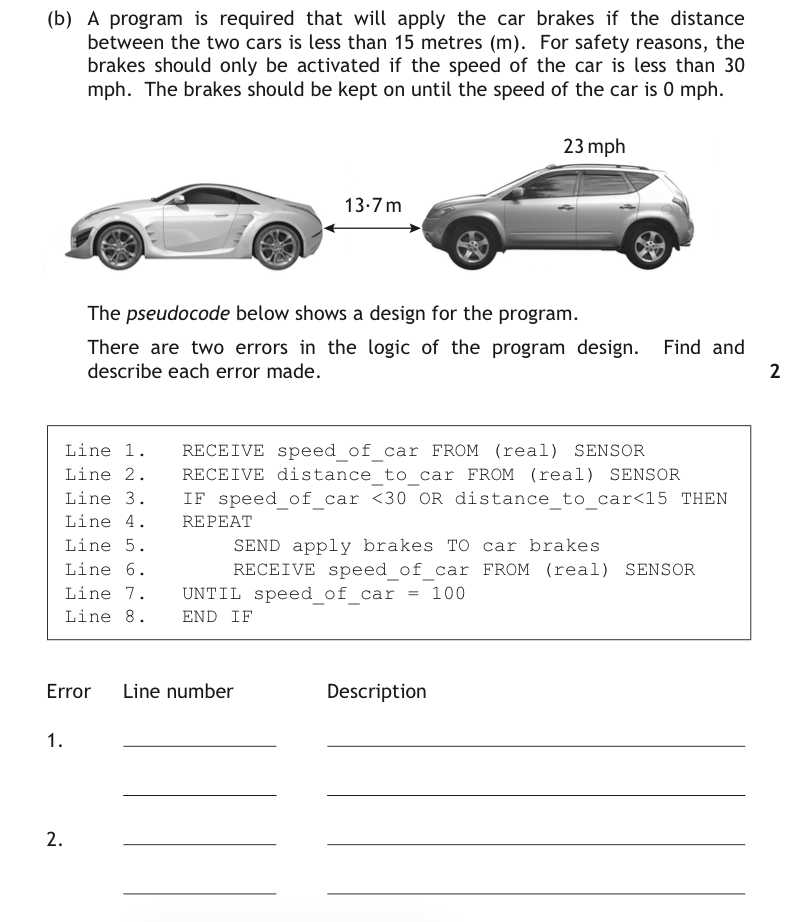 (b) A program is required that will apply the car brakes if the distance
between the two cars is less than 15 metres (m). For safety reasons, the
brakes should only be activated if the speed of the car is less than 30
mph. The brakes should be kept on until the speed of the car is 0 mph.
23 mph
13·7 m
The pseudocode below shows a design for the program.
There are two errors in the logic of the program design. Find and
describe each error made. 2
Line 1. RECEIVE speed_of_car FROM (real) SENSOR
Line 2. RECEIVE distance_to_car FROM (real) SENSOR
Line 3. IF speed_of_car <30 OR distance_to_car<15 THEN
Line 4. REPEAT
Line 5. SEND apply brakes TO car brakes
Line 6. RECEIVE speed_of_car FROM (real) SENSOR
Line 7. UNTIL speed_of_car = 100
Line 8. END IF
Error Line number Description
1.
2.